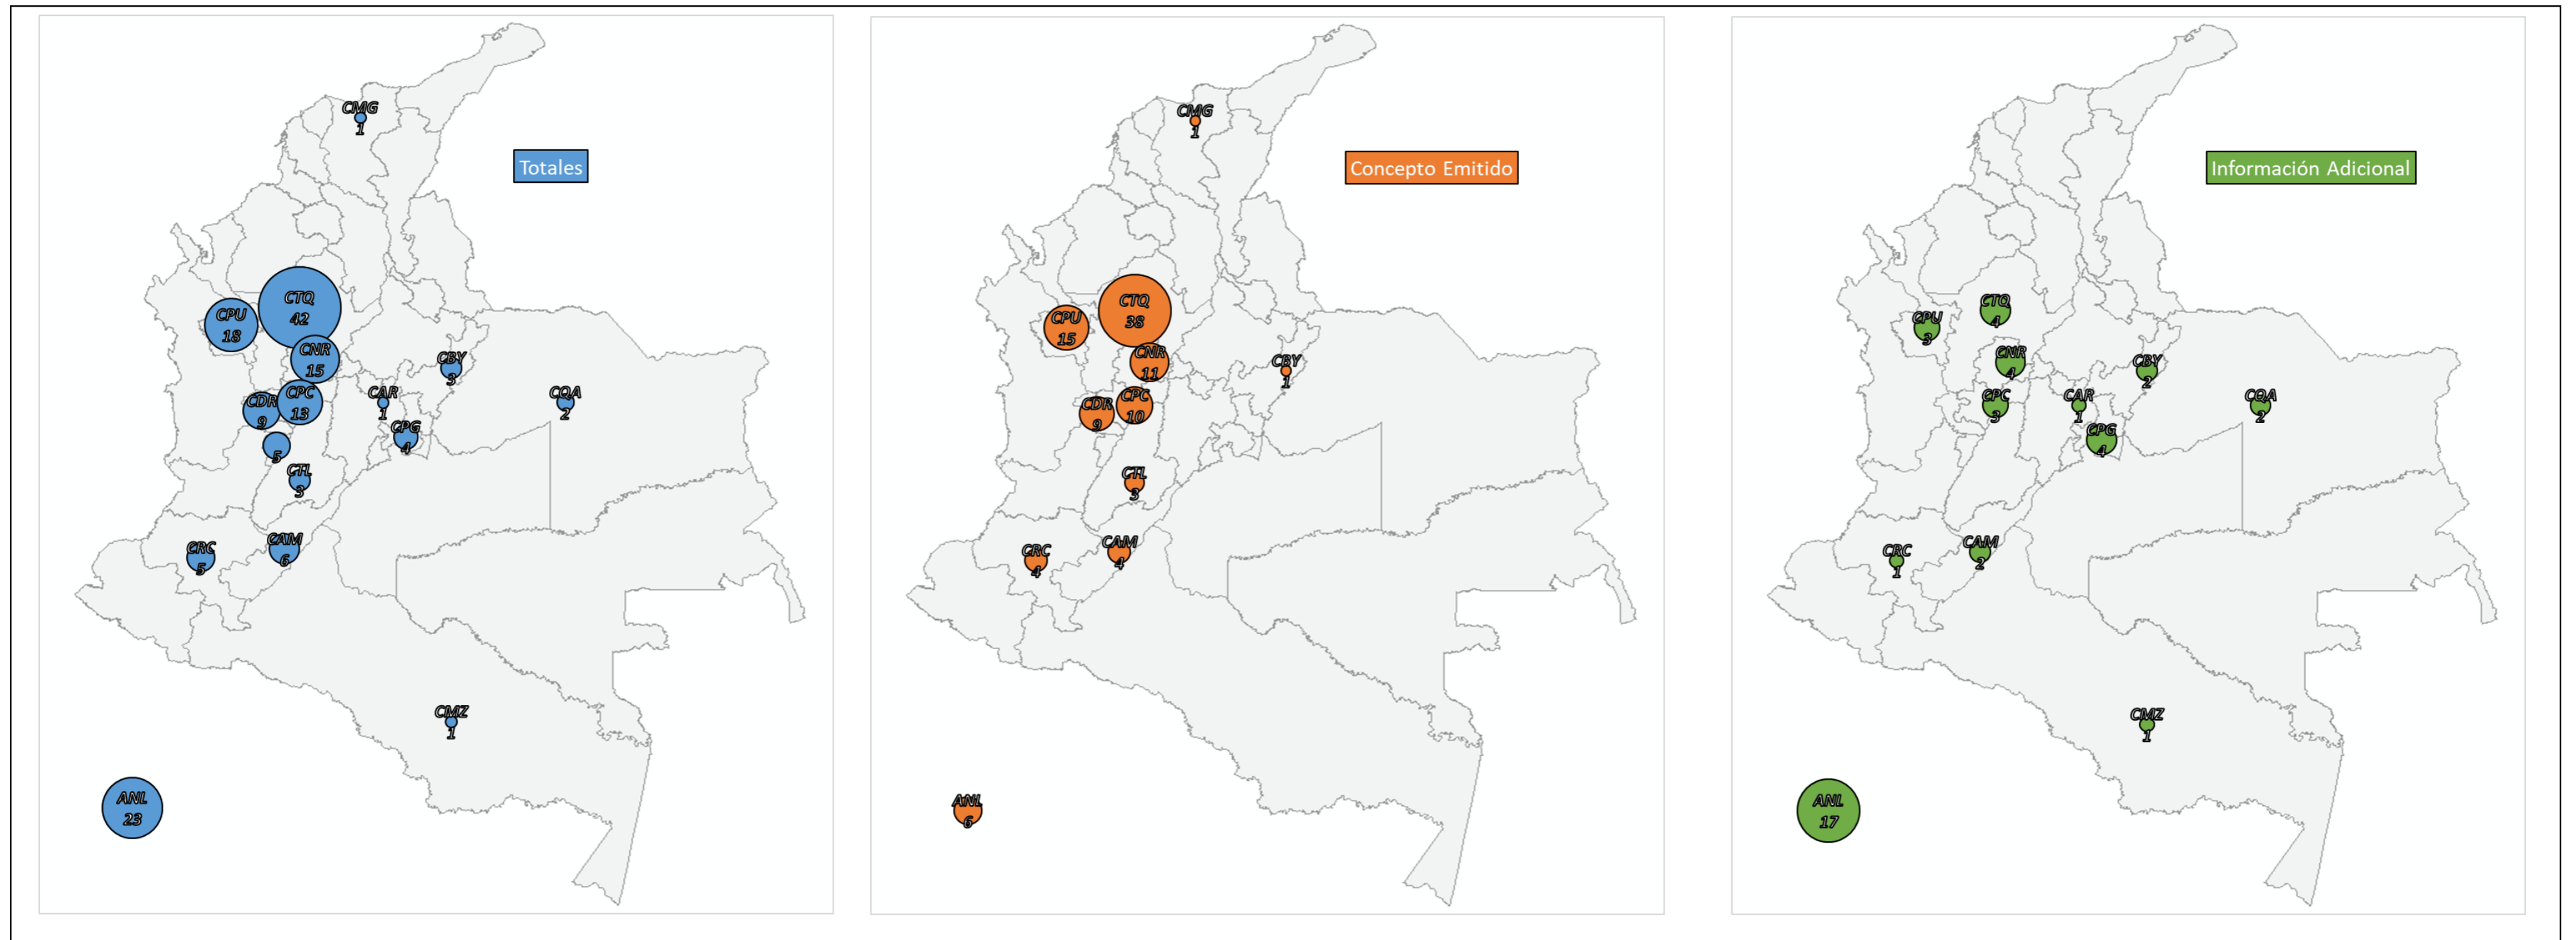 Totales
CMG
1
CTQ
42
CPU
18
CNR
15
CBY
3
CAR
1
CQA
2
CPC
13
CDR
9
CPG
4
5
CTL
3
CAM
6
CRC
5
CMZ
1
ANL
23
Concepto Emitido
CMG
1
CTQ
38
CPU
15
CNR
11
CBY
1
CPC
10
CDR
9
CTL
3
CAM
4
CRC
4
ANL
6
Información Adicional
CTQ
4
CPU
3
CNR
4
CBY
2
CPC
3
CAR
1
CQA
2
CPG
4
CAM
2
CRC
1
CMZ
1
ANL
17